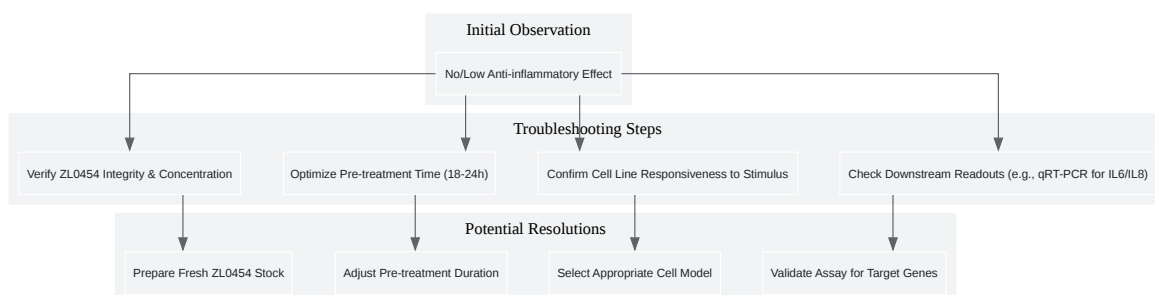 Initial Observation
No/Low Anti-inflammatory Effect
Troubleshooting Steps
Verify ZL0454 Integrity & Concentration
Optimize Pre-treatment Time (18-24h)
Confirm Cell Line Responsiveness to Stimulus
Check Downstream Readouts (e.g., qRT-PCR for IL6/IL8)
Potential Resolutions
Prepare Fresh ZL0454 Stock
Adjust Pre-treatment Duration
Select Appropriate Cell Model
Validate Assay for Target Genes